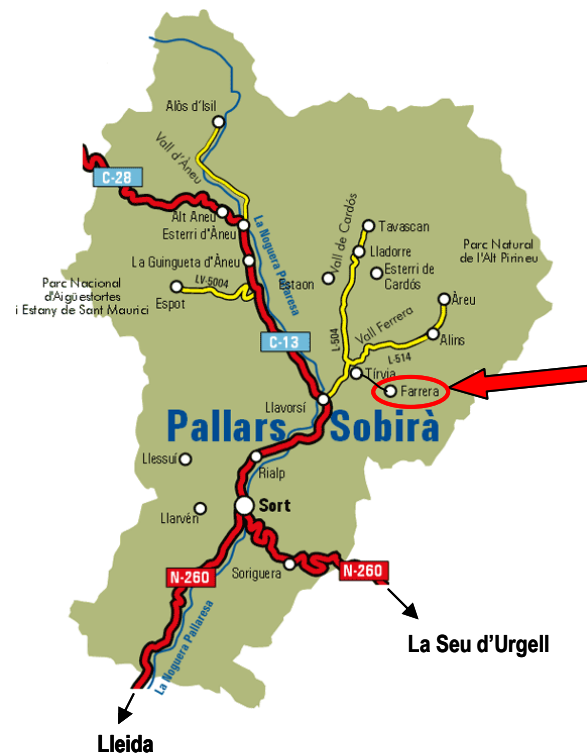 Alòs d'Isil
Vall d'Àneu
C-28
Alt Àneu
Esterri d'Àneu
La Noguera Pallaresa
Vall de Cardós
Tavascan
Lladorre
Parc Natural
de l'Alt Pirineu
La Guingueta d'Àneu
Esterri de
Cardós
Estaon
Parc Nacional
d'Aigüestortes
i Estany de Sant Maurici
LV-5004
Espot
Àreu
Vall Ferrera
Alins
L-504
L-514
C-13
Tírvia
Farrera
Llavorsí
Pallars Sobirà
Llessuí
Rialp
Sort
Llarvén
Soriguera
N-260
N-260
La Noguera Pallaresa
La Seu d'Urgell
Lleida